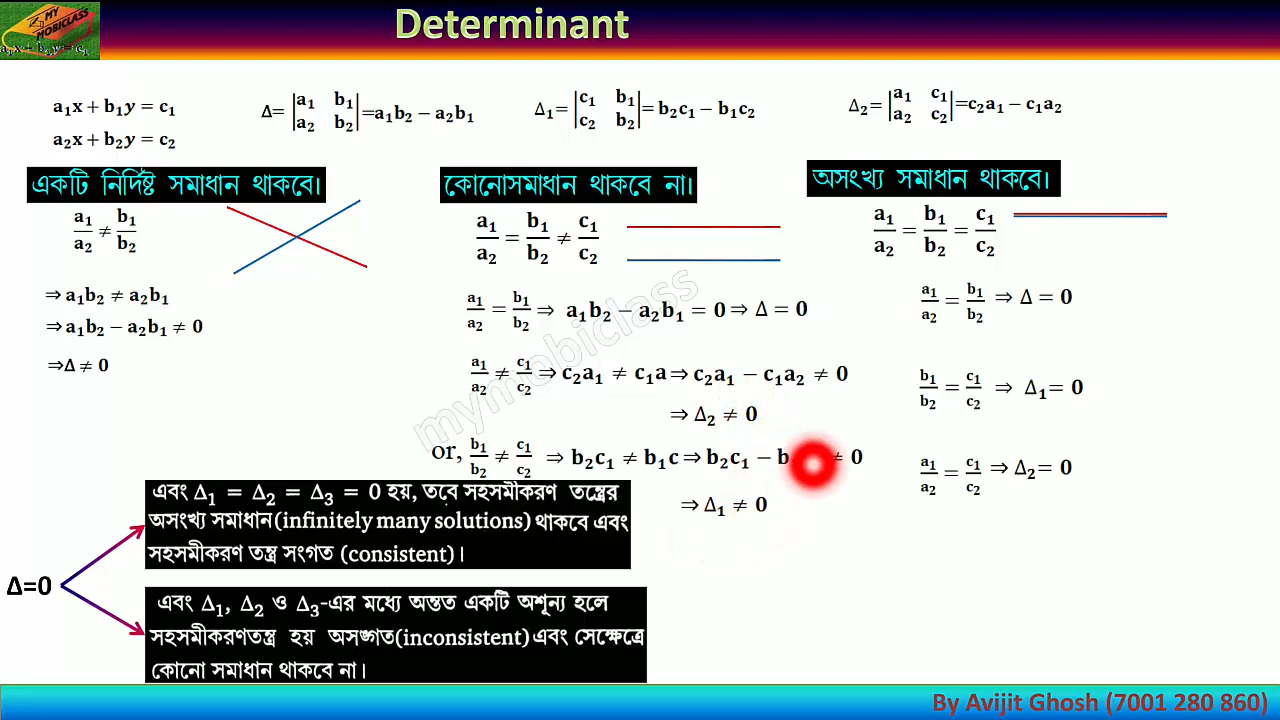 Determinant
MY
MOBICLASS
a₁x + b₁y = c₁
a₁x + b₁y = c₁
a₂x + b₂y = c₂
Δ= |a₁ b₁ a₂ b₂|=a₁b₂ − a₂b₁
Δ₁= |c₁ b₁ c₂ b₂|= b₂c₁ − b₁c₂
Δ₂= |a₁ c₁ a₂ c₂|=c₂a₁ − c₁a₂
একটি নির্দিষ্ট সমাধান থাকবে।
a₁/a₂ ≠ b₁/b₂
⇒ a₁b₂ ≠ a₂b₁
⇒ a₁b₂ − a₂b₁ ≠ 0
⇒Δ ≠ 0
কোনোসমাধান থাকবে না।
a₁/a₂ = b₁/b₂ ≠ c₁/c₂
a₁/a₂ = b₁/b₂ ⇒ a₁b₂ − a₂b₁ = 0 ⇒ Δ = 0
a₁/a₂ ≠ c₁/c₂ ⇒ c₂a₁ ≠ c₁a ⇒ c₂a₁ − c₁a₂ ≠ 0
⇒ Δ₂ ≠ 0
or, b₁/b₂ ≠ c₁/c₂ ⇒ b₂c₁ ≠ b₁c ⇒ b₂c₁ − b ≠ 0
⇒ Δ₁ ≠ 0
অসংখ্য সমাধান থাকবে।
a₁/a₂ = b₁/b₂ = c₁/c₂
a₁/a₂ = b₁/b₂ ⇒ Δ = 0
b₁/b₂ = c₁/c₂ ⇒ Δ₁= 0
a₁/a₂ = c₁/c₂ ⇒ Δ₂= 0
mymobiclass
Δ=0
এবং Δ₁ = Δ₂ = Δ₃ = 0 হয়, তবে সহসমীকরণ তন্ত্রের
অসংখ্য সমাধান(infinitely many solutions) থাকবে এবং
সহসমীকরণ তন্ত্র সংগত (consistent)।
এবং Δ₁, Δ₂ ও Δ₃-এর মধ্যে অন্তত একটি অশূন্য হলে
সহসমীকরণতন্ত্র হয় অসঙ্গত(inconsistent) এবং সেক্ষেত্রে
কোনো সমাধান থাকবে না।
By Avijit Ghosh (7001 280 860)